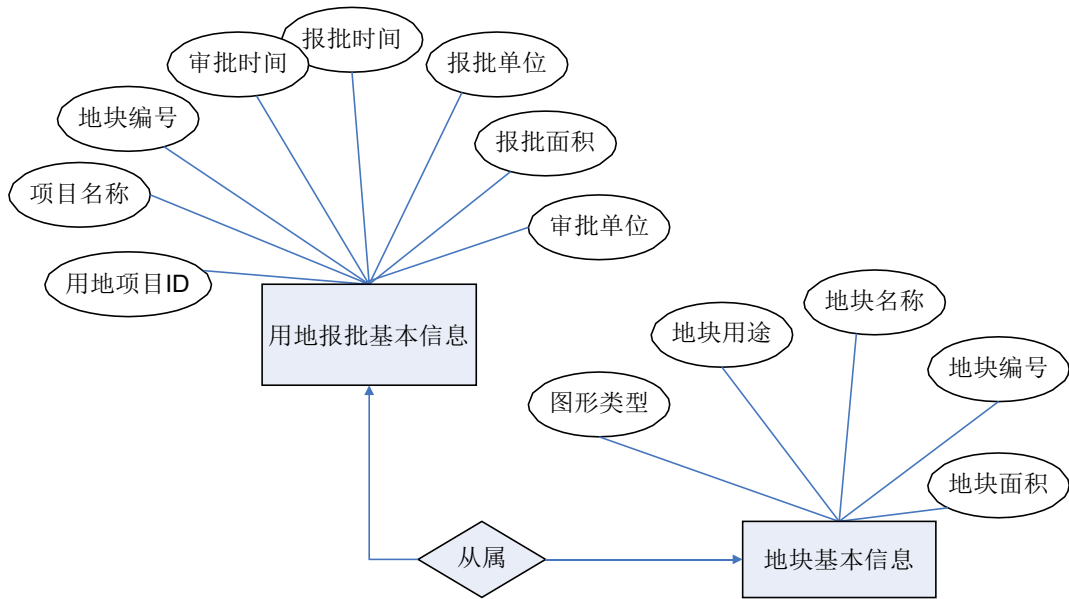 报批时间
审批时间
报批单位
地块编号
报批面积
项目名称
审批单位
用地项目ID
用地报批基本信息
地块名称
地块用途
地块编号
图形类型
地块面积
从属
地块基本信息